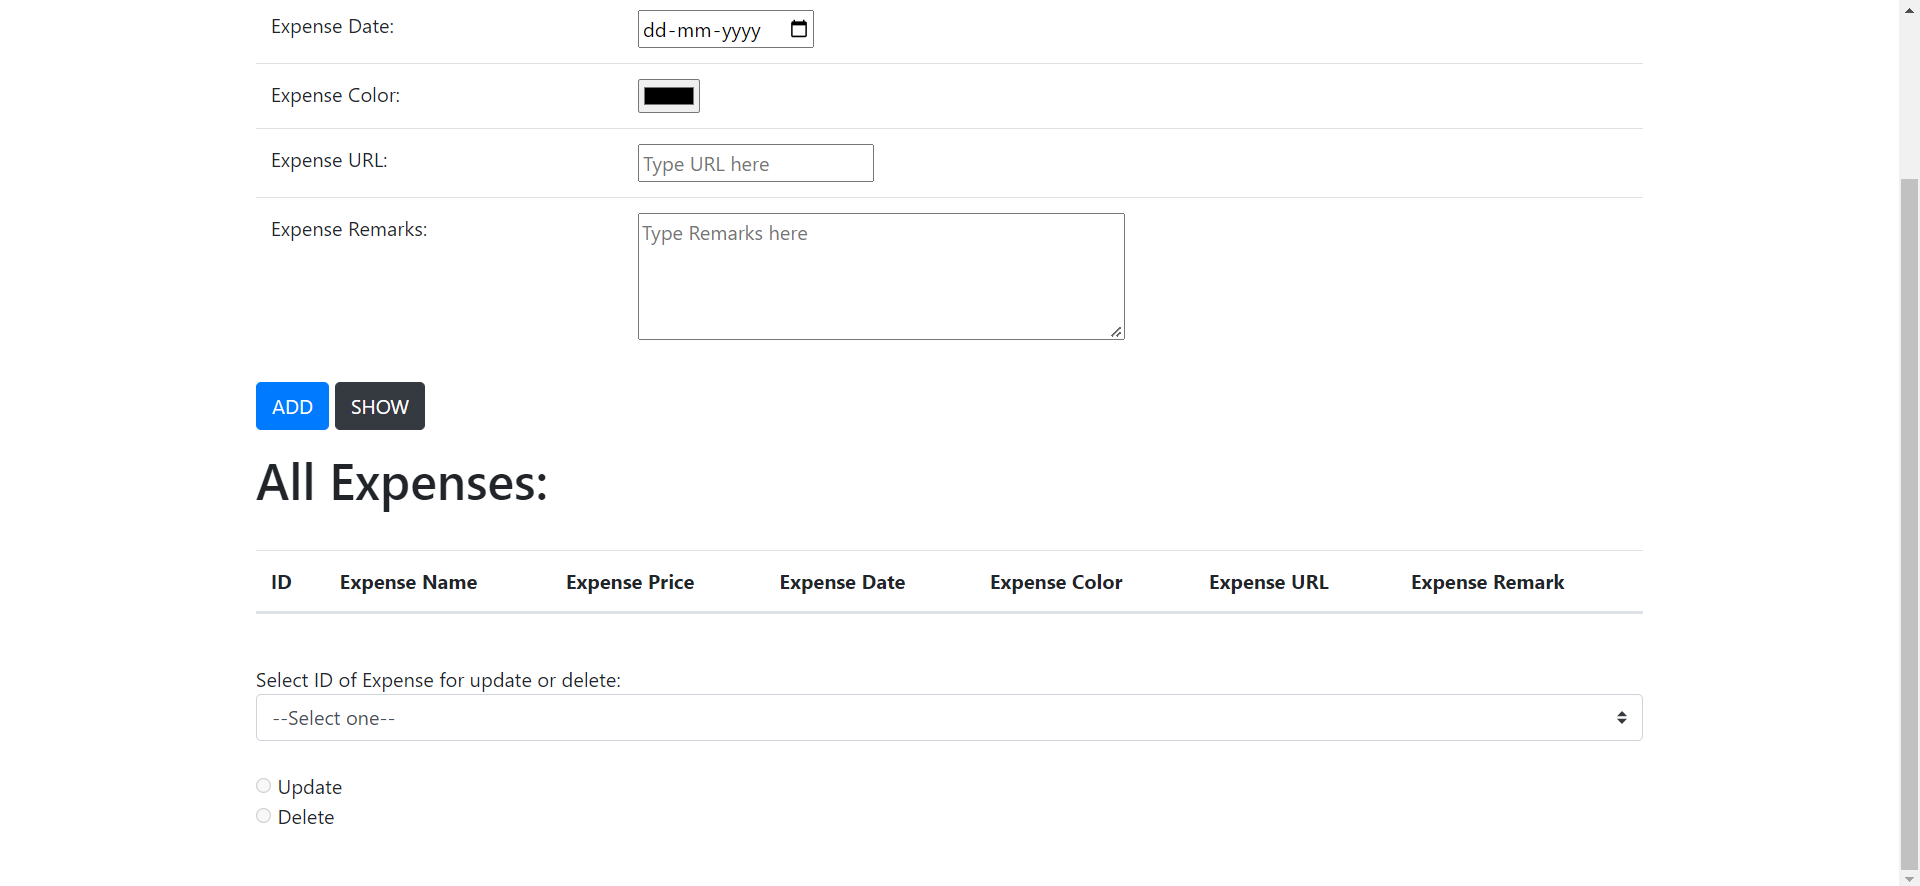 Expense Date:
dd-mm-yyyy
Expense Color:
Expense URL:
Type URL here
Expense Remarks:
Type Remarks here
ADD SHOW
All Expenses:
ID Expense Name Expense Price Expense Date Expense Color Expense URL Expense Remark
Select ID of Expense for update or delete:
--Select one--
Update
Delete